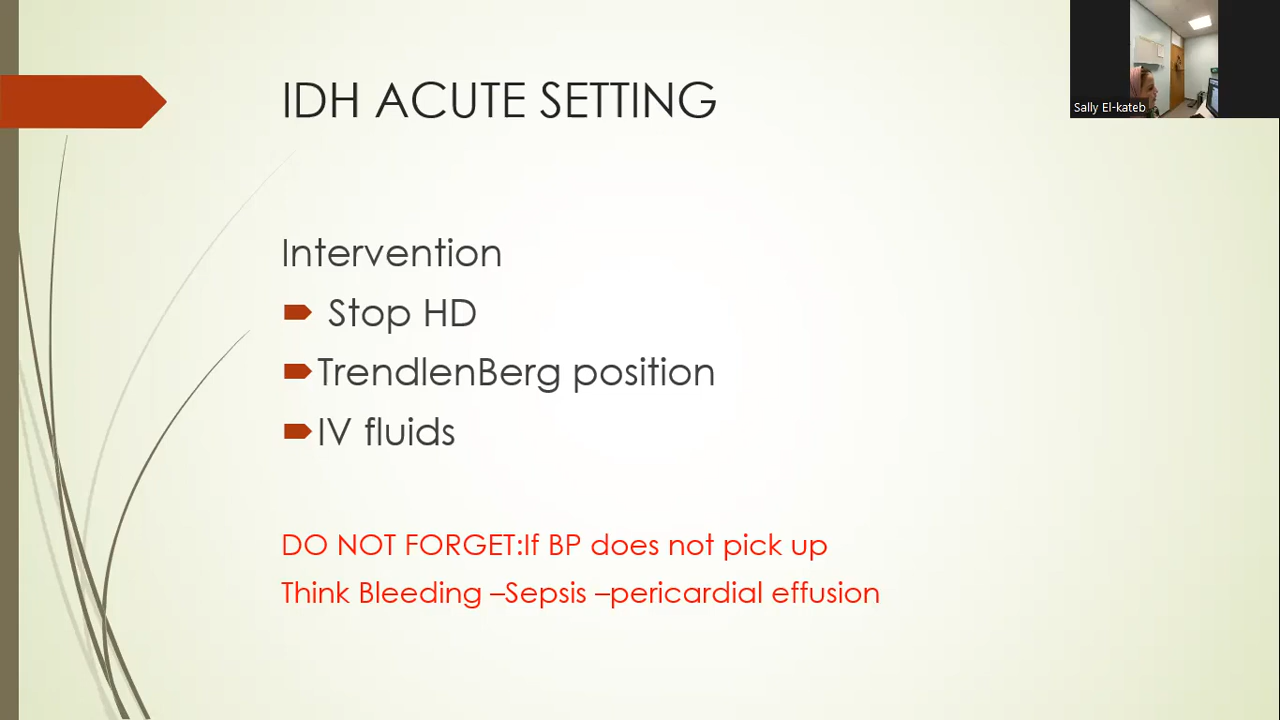 IDH ACUTE SETTING
Sally El-kateb
Intervention
Stop HD
TrendlenBerg position
IV fluids
DO NOT FORGET:If BP does not pick up
Think Bleeding –Sepsis –pericardial effusion